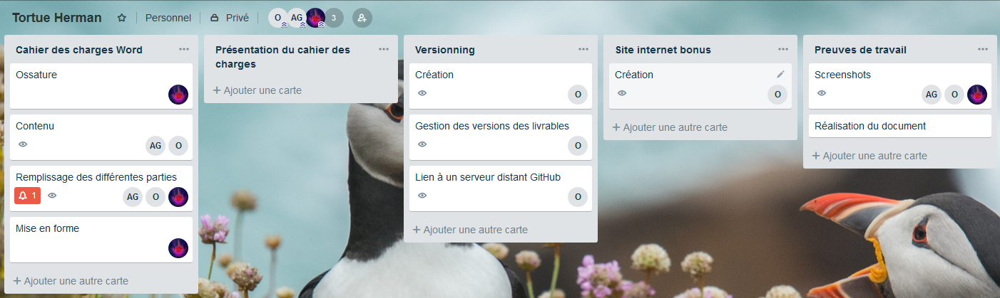 Tortue Herman Personnel Privé O AG 3
Cahier des charges Word
Ossature
Contenu
AG O
Remplissage des différentes parties
1 AG O
Mise en forme
+ Ajouter une carte
Présentation du cahier des
charges
+ Ajouter une carte
Versionning
Création
O
Gestion des versions des livrables
O
Lien à un serveur distant GitHub
O
+ Ajouter une autre carte
Site internet bonus
Création
O
+ Ajouter une autre carte
Preuves de travail
Screenshots
AG O
Réalisation du document
+ Ajouter une autre carte